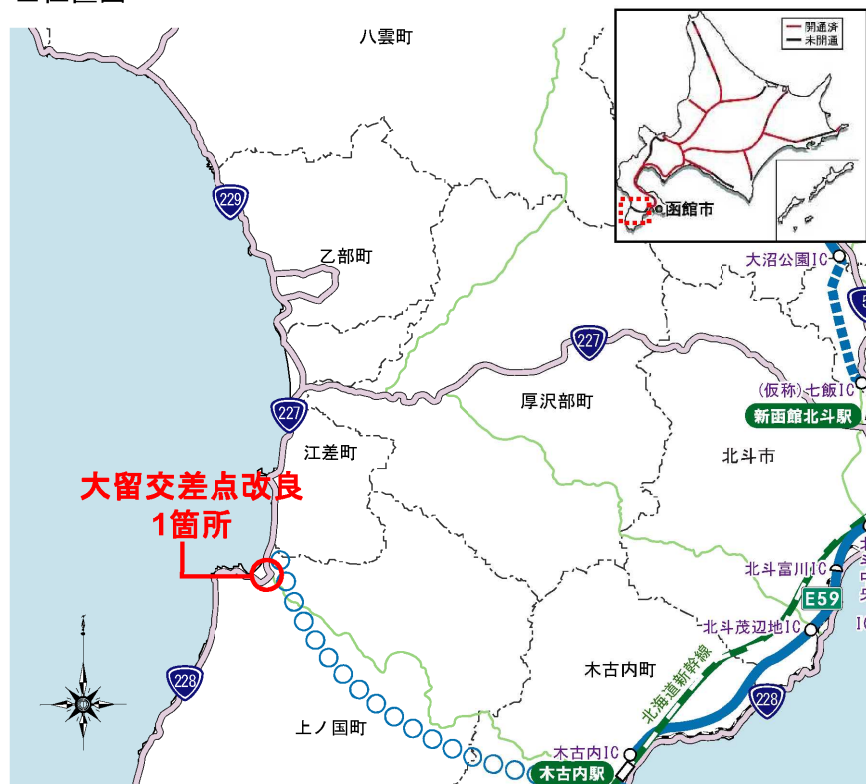 八雲町
開通済
未開通
函館市
229
乙部町
大沼公園IC
227
(仮称)七飯IC
新函館北斗駅
厚沢部町
227
江差町
北斗市
大留交差点改良
1箇所
北斗富川IC
E59
北斗茂辺地IC
木古内町
北海道新幹線
228
228
上ノ国町
木古内IC
木古内駅